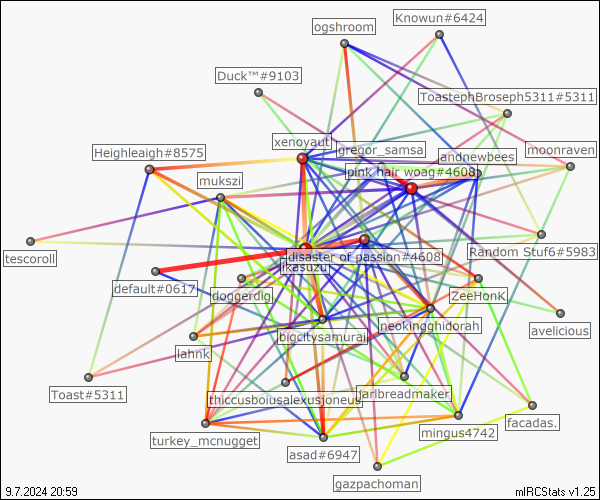 Knowun#6424
ogshroom
Duck™#9103
ToastephBroseph5311#5311
xenoyaut
gregor_samsa
moonraven
Heighleaigh#8575
andnewbees
pink hair woag#4608
mukszi
tescoroll
disaster of passion#4608
Random Stuf6#5983
jkasuzu
default#0617
doggerdigl
ZeeHonK
neokingghidorah
avelicious
bigcitysamurai
lahnk
Toast#5311
thiccusboiusalexusjoneus
jarlbreadmaker
facadas.
turkey_mcnugget
mingus4742
asad#6947
gazpachoman
9.7.2024 20:59
mIRCStats v1.25